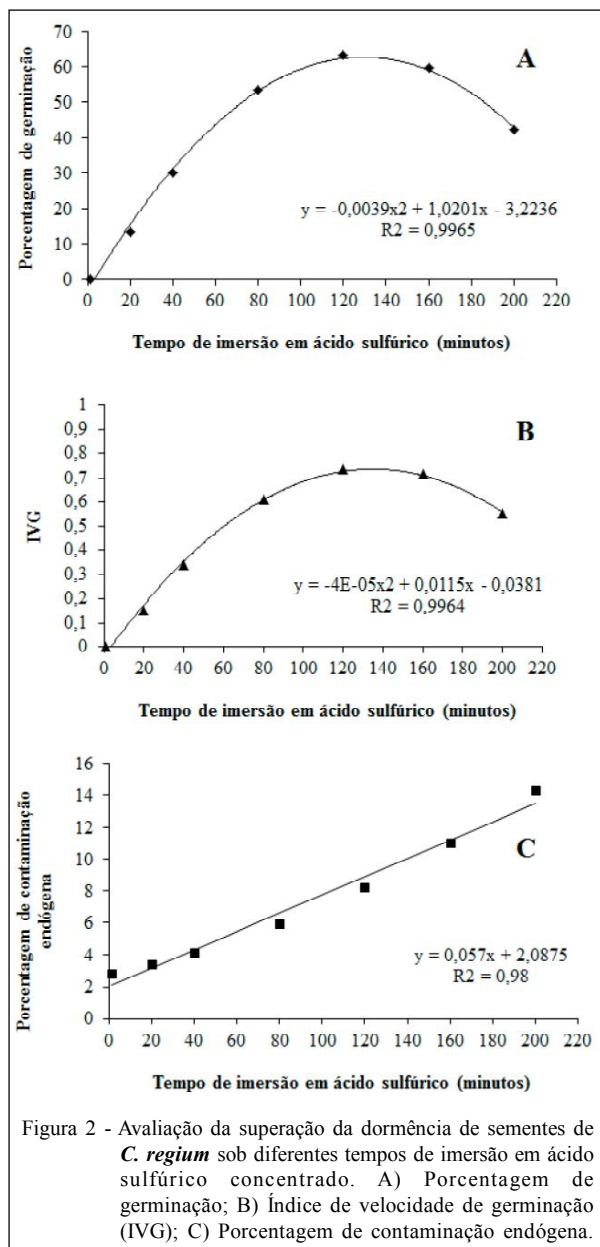 70
60
50
40
30
20
10
0
A
Porcentagem de germinação
y = -0,0039x2 + 1,0201x - 3,2236
R2 = 0,9965
0 20 40 60 80 100 120 140 160 180 200 220
Tempo de imersão em ácido sulfúrico (minutos)
1
0,9
0,8
0,7
0,6
0,5
0,4
0,3
0,2
0,1
0
B
IVG
y = -4E-05x2 + 0,0115x - 0,0381
R2 = 0,9964
0 20 40 60 80 100 120 140 160 180 200 220
Tempo de imersão em ácido sulfúrico (minutos)
16
14
12
10
8
6
4
2
0
C
Porcentagem de contaminação
endógena
y = 0,057x + 2,0875
R2 = 0,98
0 20 40 60 80 100 120 140 160 180 200 220
Tempo de imersão em ácido sulfúrico (minutos)
Figura 2 - Avaliação da superação da dormência de sementes de
C. regium sob diferentes tempos de imersão em ácido
sulfúrico concentrado. A) Porcentagem de
germinação; B) Índice de velocidade de germinação
(IVG); C) Porcentagem de contaminação endógena.